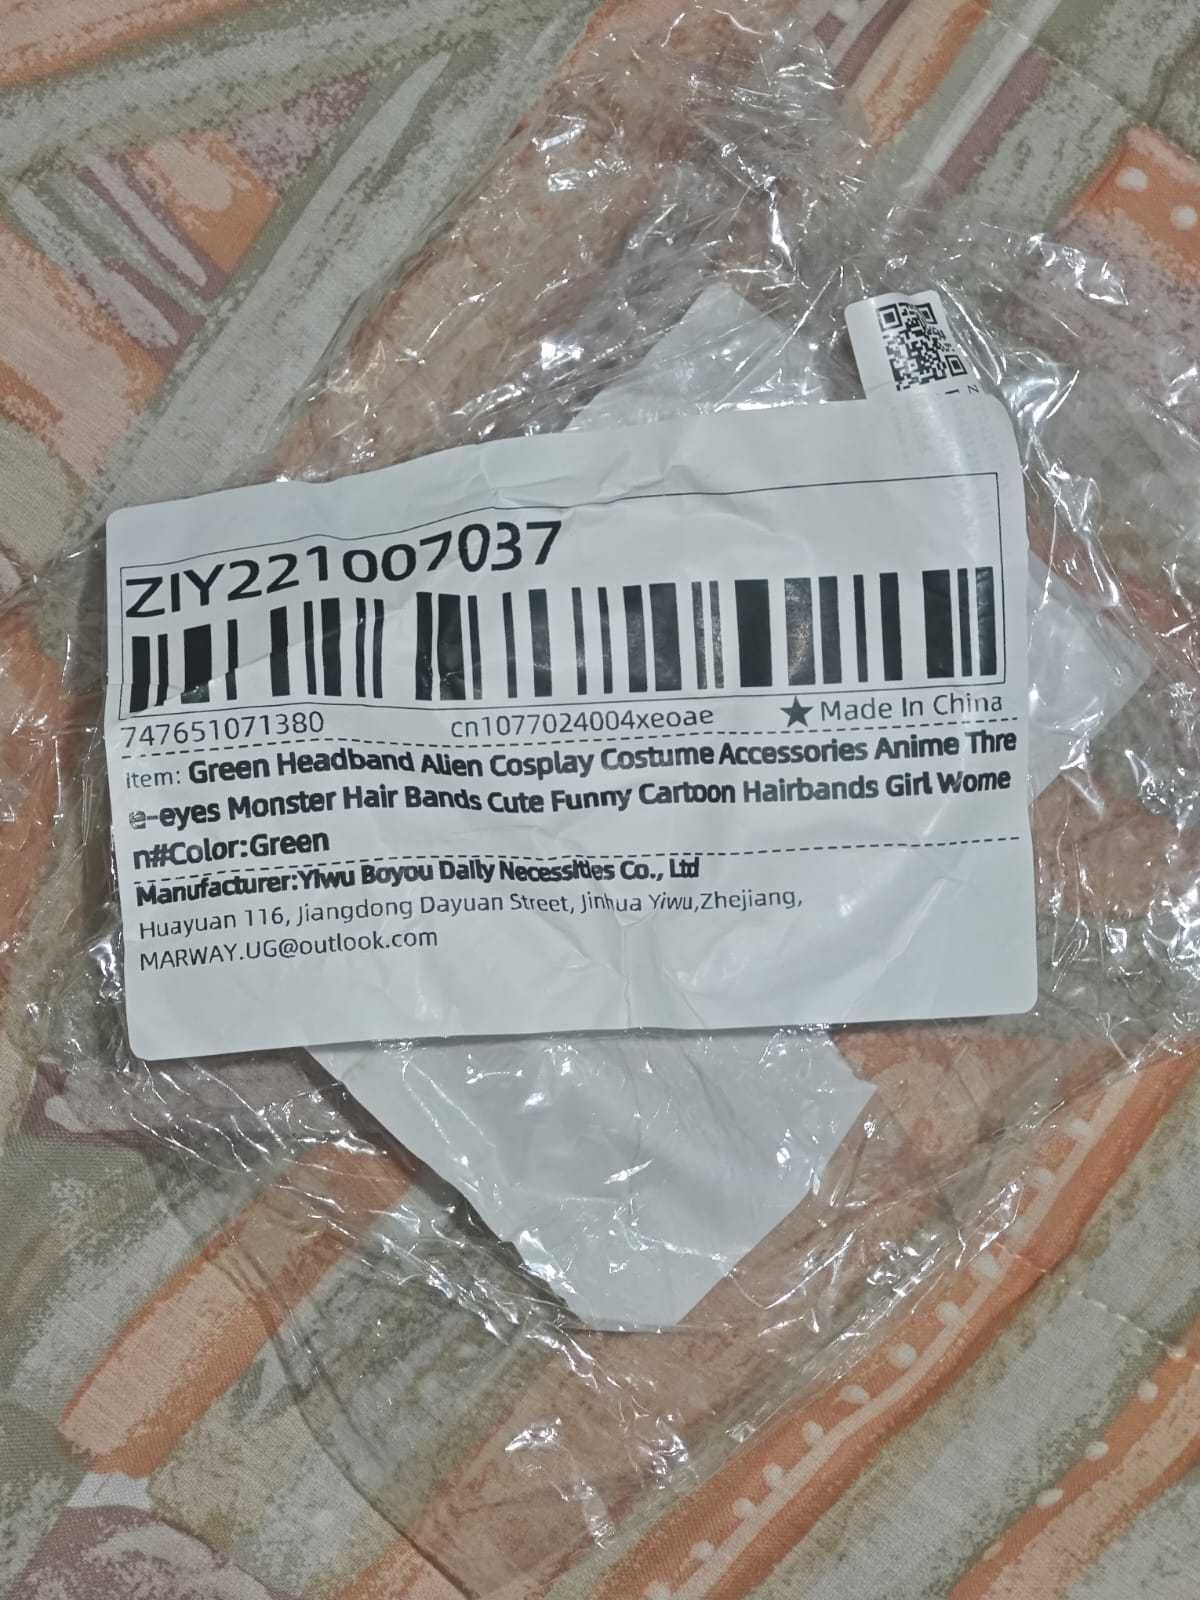 ZIY221007037
747651071380 cn1077024004xeoae ★Made In China
item: Green Headband Alien Cosplay Costume Accessories Anime Thre
e-eyes Monster Hair Bands Cute Funny Cartoon Hairbands Girl Wome
n#Color:Green
Manufacturer:Yiwu Boyou Daily Necessities Co., Ltd
Huayuan 116, Jiangdong Dayuan Street, Jinhua Yiwu,Zhejiang,
MARWAY.UG@outlook.com